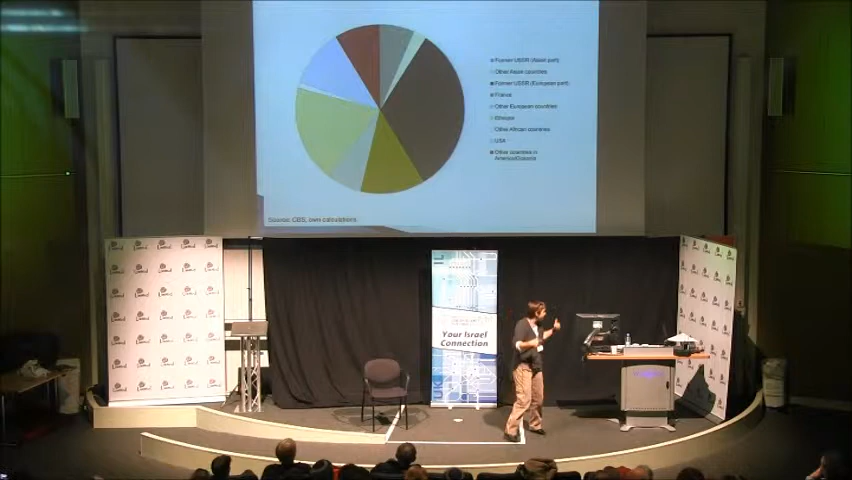 Former USSR (Asian part)
Other Asian countries
Former USSR (European part)
France
Other European countries
Ethiopia
Other African countries
USA
Other countries in
America/Oceania
Source: CBS, own calculations.
Your Israel
Connection